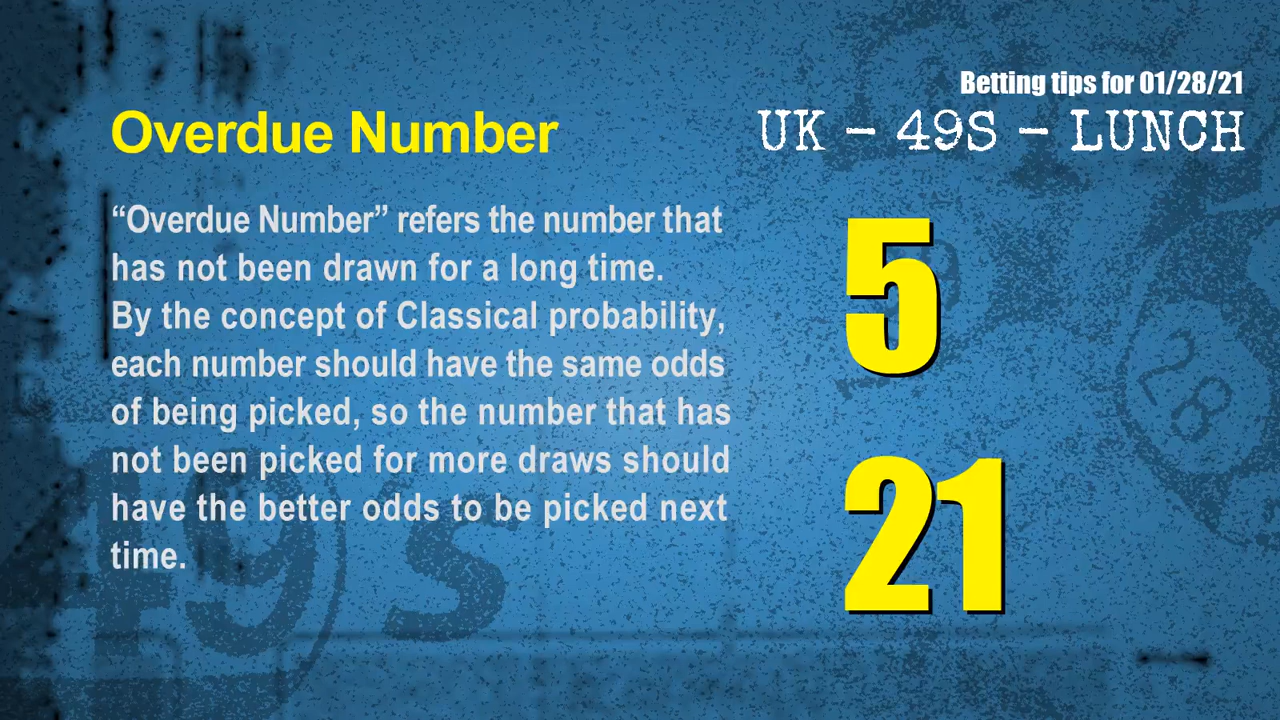 Betting tips for 01/28/21
UK - 49S - LUNCH
Overdue Number
“Overdue Number” refers the number that
has not been drawn for a long time.
By the concept of Classical probability,
each number should have the same odds
of being picked, so the number that has
not been picked for more draws should
have the better odds to be picked next
time.
5
21
49s
28